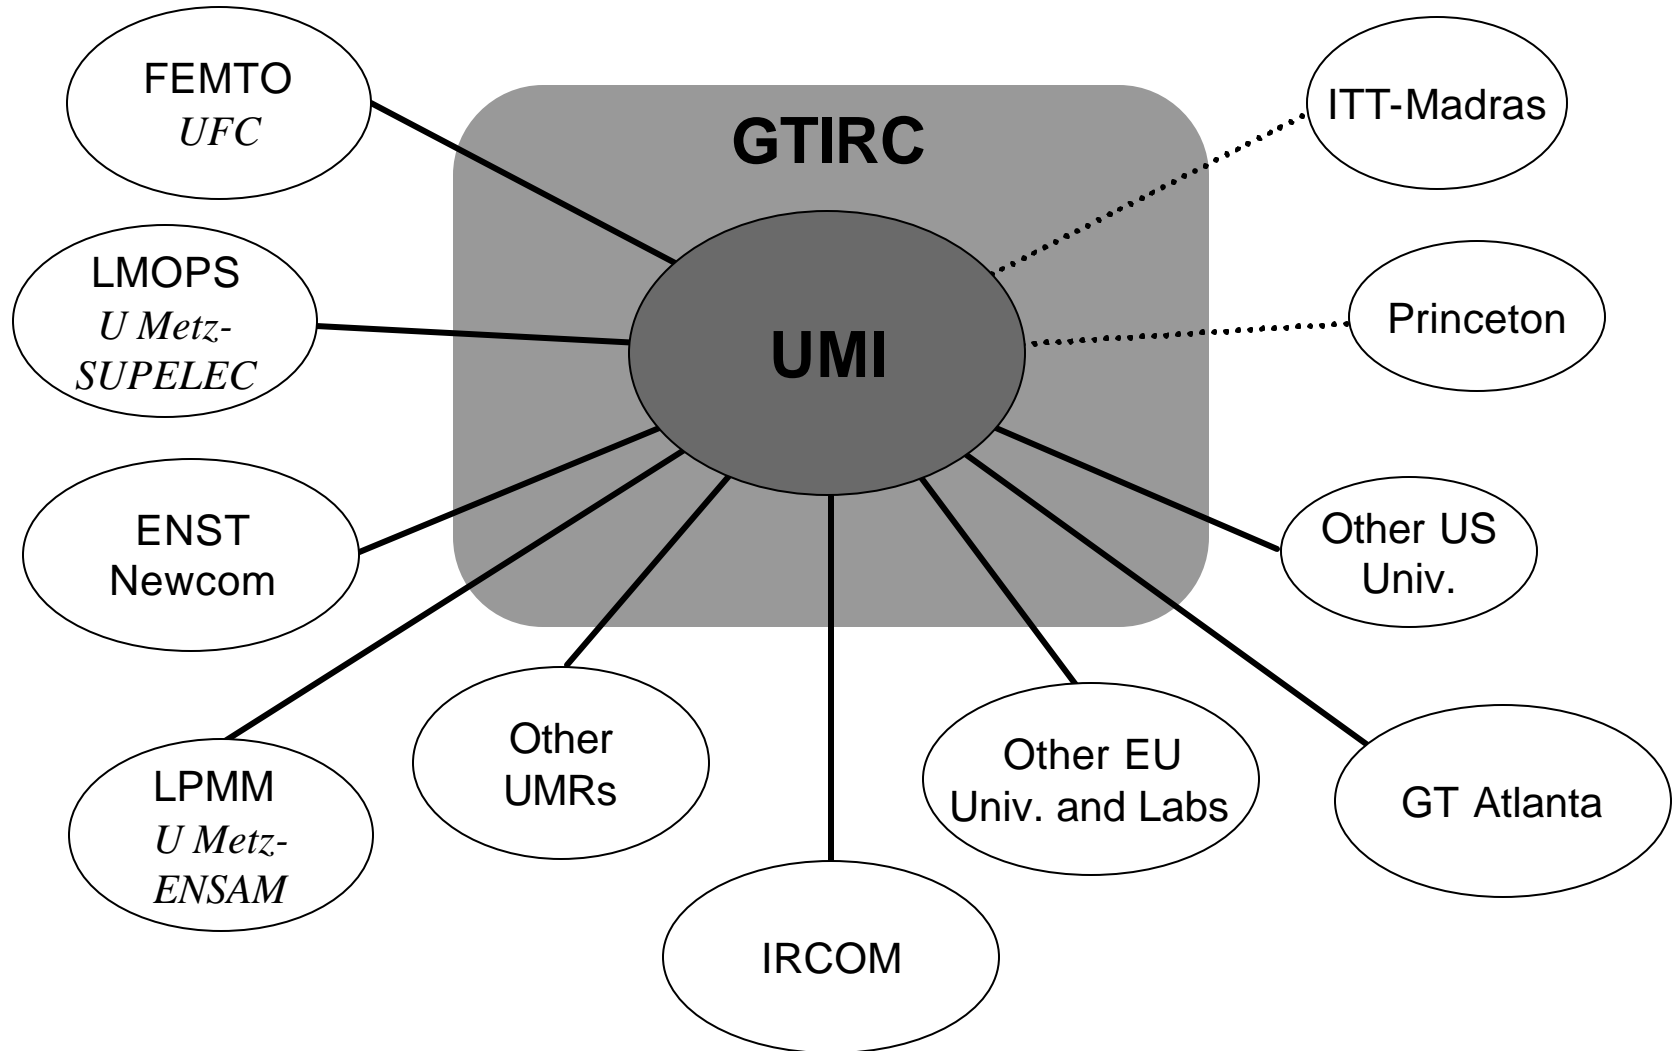 FEMTO
UFC
GTIRC
ITT-Madras
LMOPS
U Metz-
SUPELEC
UMI
Princeton
ENST
Newcom
Other US
Univ.
LPMM
U Metz-
ENSAM
Other
UMRs
Other EU
Univ. and Labs
GT Atlanta
IRCOM